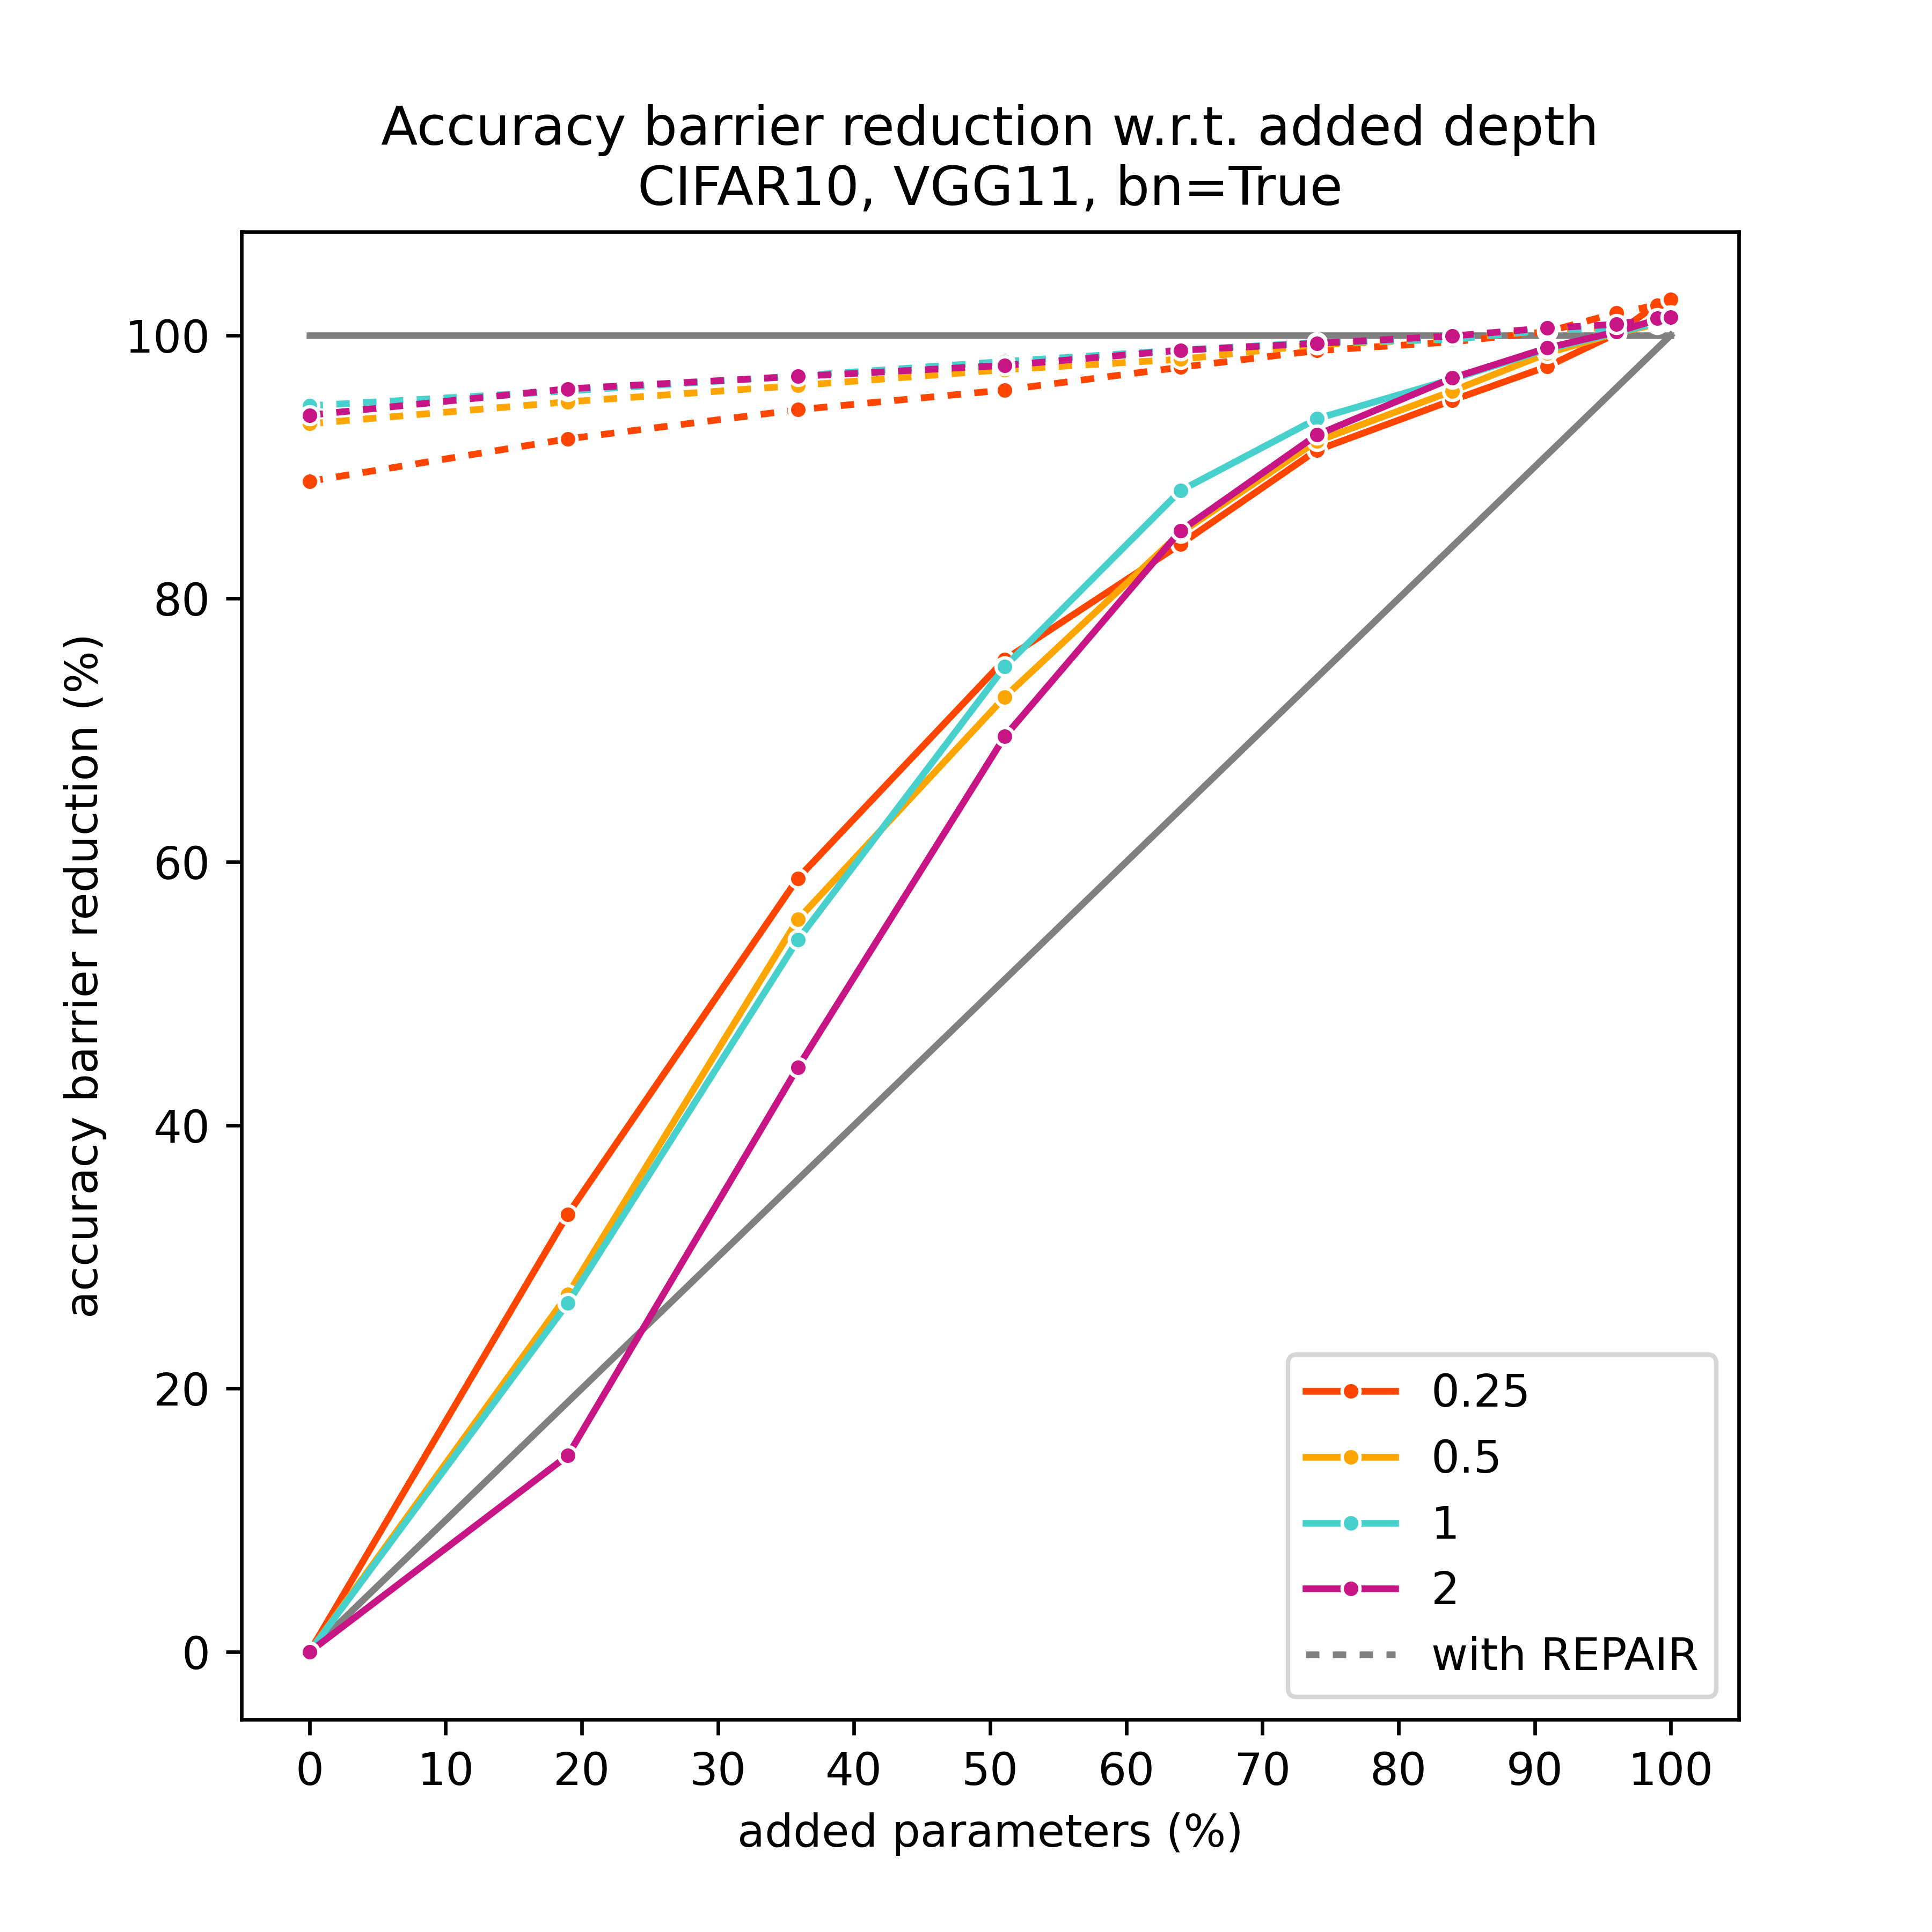 Accuracy barrier reduction w.r.t. added depth
CIFAR10, VGG11, bn=True
accuracy barrier reduction (%)
100
80
60
40
20
0
0 10 20 30 40 50 60 70 80 90 100
added parameters (%)
0.25
0.5
1
2
with REPAIR